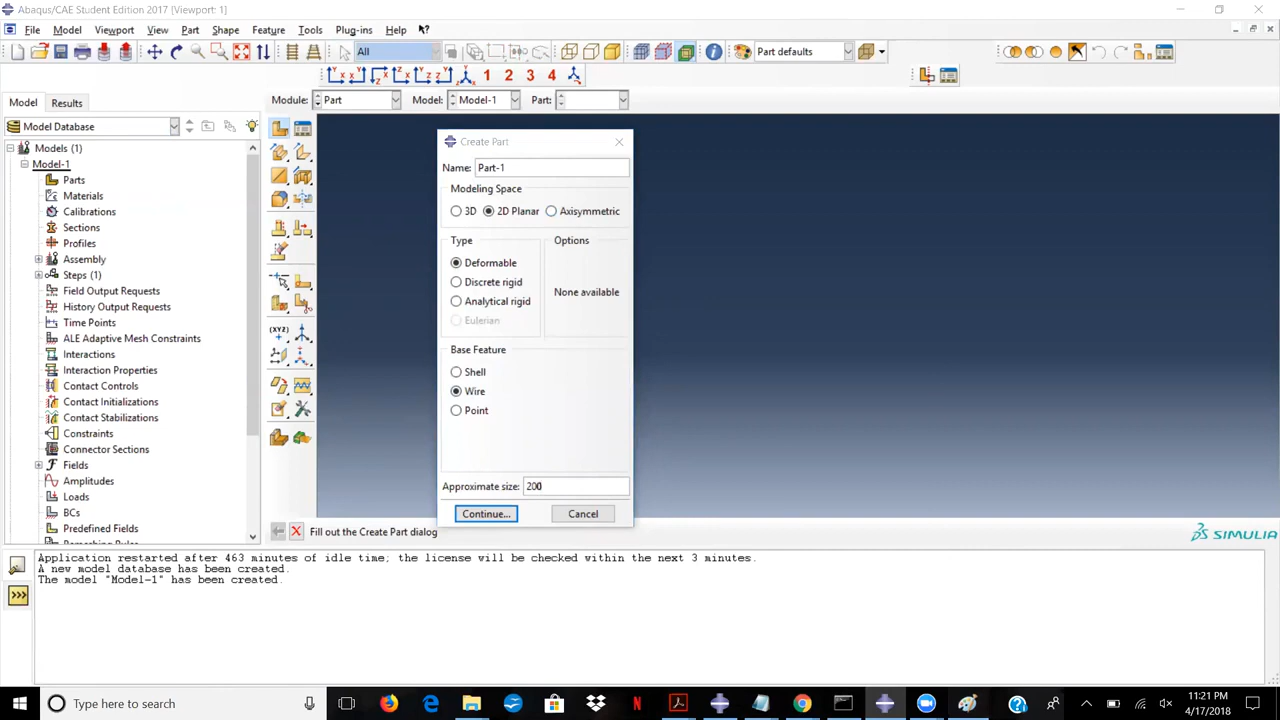 Abaqus/CAE Student Edition 2017 [Viewport: 1]
File Model Viewport View Part Shape Feature Tools Plug-ins Help
All Part defaults
1 2 3 4
Model Results Module: Part Model: Model-1 Part:
Model Database
Models (1)
Model-1
Parts
Materials
Calibrations
Sections
Profiles
Assembly
Steps (1)
Field Output Requests
History Output Requests
Time Points
ALE Adaptive Mesh Constraints
Interactions
Interaction Properties
Contact Controls
Contact Initializations
Contact Stabilizations
Constraints
Connector Sections
Fields
Amplitudes
Loads
BCs
Predefined Fields
(XYZ)
Create Part
Name: Part-1
Modeling Space
3D 2D Planar Axisymmetric
Type Options
Deformable
Discrete rigid
None available
Analytical rigid
Eulerian
Base Feature
Shell
Wire
Point
Approximate size: 200
Continue... Cancel
Fill out the Create Part dialog
SIMULIA
Application restarted after 463 minutes of idle time; the license will be checked within the next 3 minutes.
A new model database has been created.
The model "Model-1" has been created.
>>>
Type here to search
11:21 PM
4/17/2018